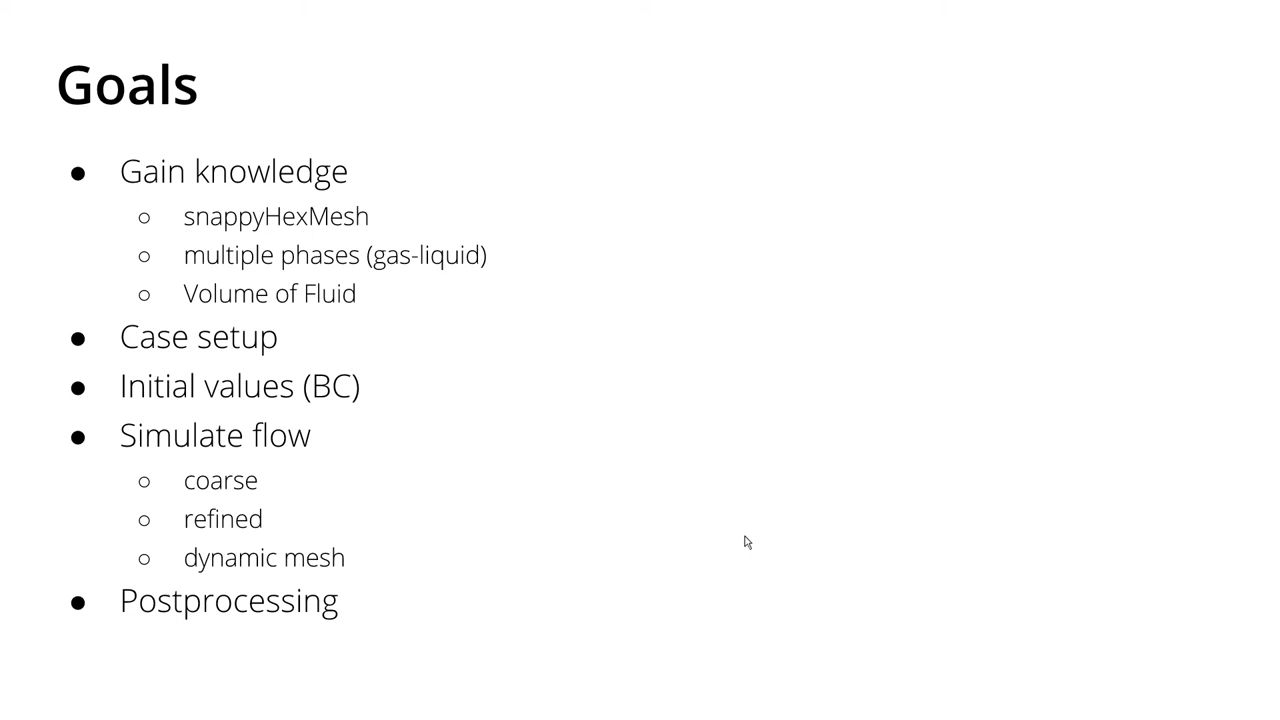 Goals
● Gain knowledge
○ snappyHexMesh
○ multiple phases (gas-liquid)
○ Volume of Fluid
● Case setup
● Initial values (BC)
● Simulate flow
○ coarse
○ refined
○ dynamic mesh
● Postprocessing